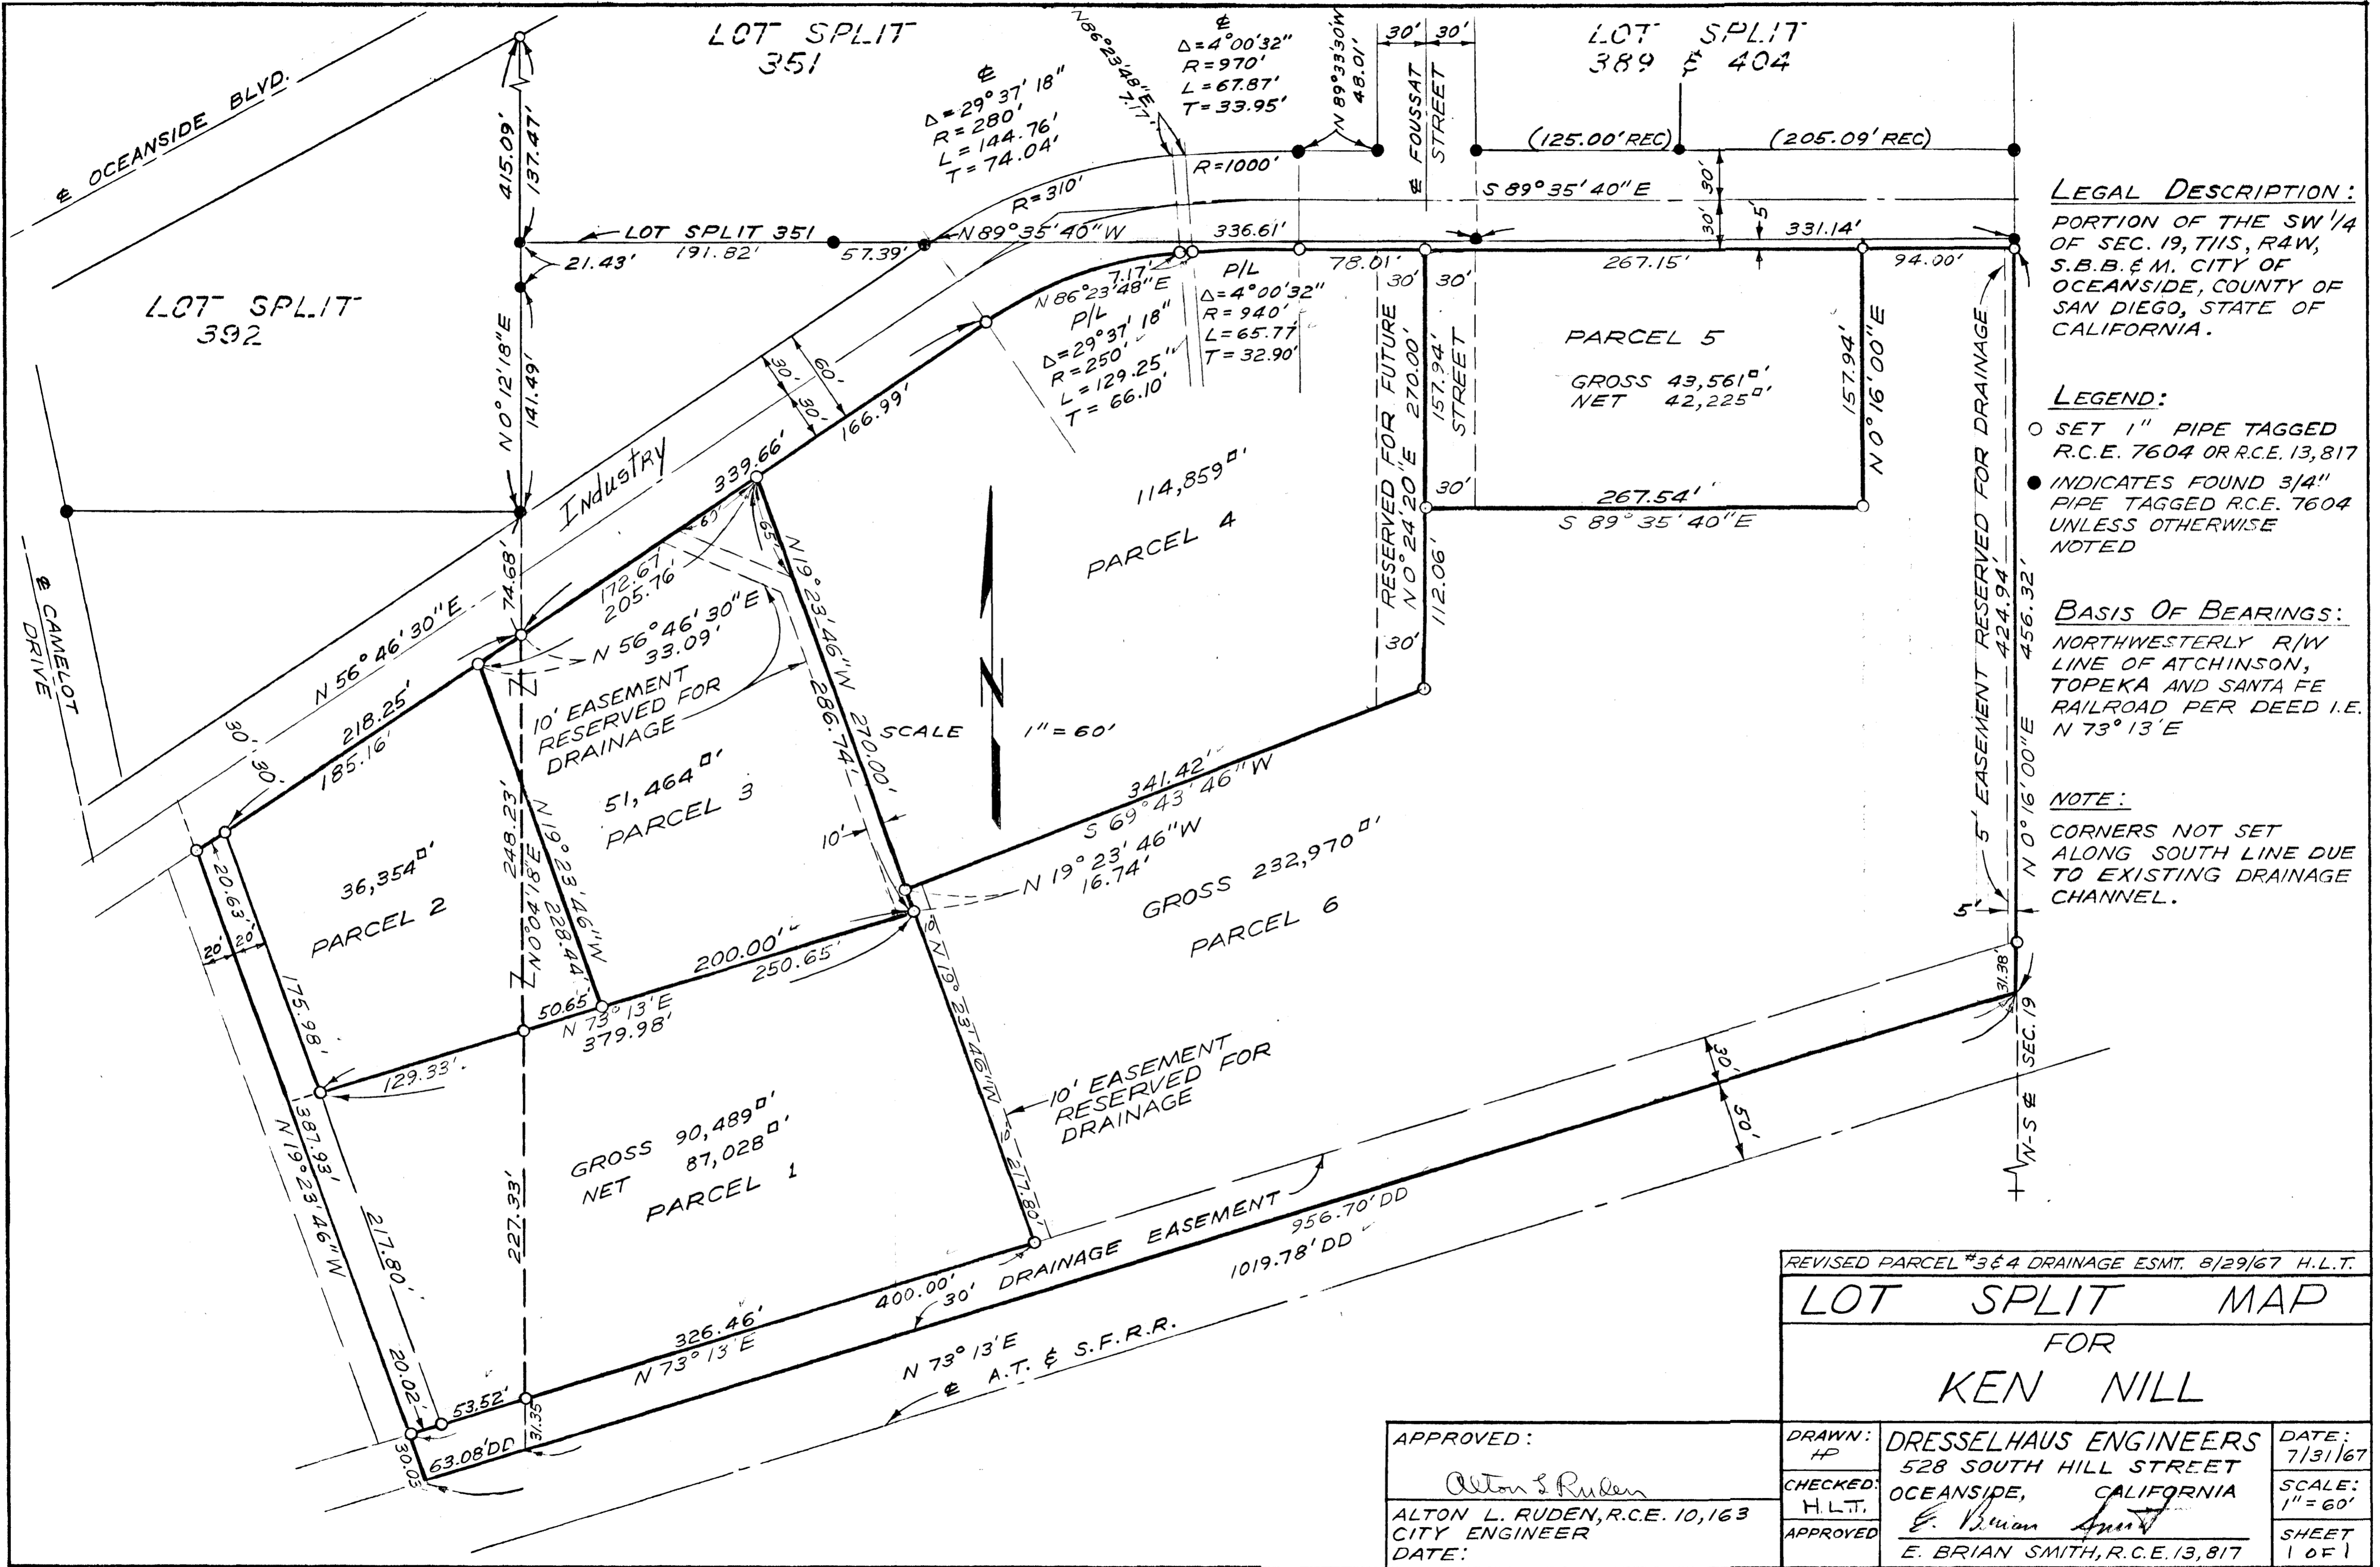 LOT SPLIT
351
LOT SPLIT
389 & 404
LOT SPLIT
392
℄ OCEANSIDE BLVD.
415.09'
137.47'
℄
Δ=29°37'18"
R=280'
L=144.76'
T=74.04'
N86°23'48"E
7.17'
℄
Δ=4°00'32"
R=970'
L=67.87'
T=33.95'
N89°33'30"W
48.01'
30' 30'
℄ FOUSSAT
STREET
(125.00' REC)
(205.09' REC)
R=310'
R=1000'
S 89°35'40"E
30'
30'
5'
LOT SPLIT 351
191.82'
57.39'
21.43'
N89°35'40"W
336.61'
331.14'
78.01'
267.15'
94.00'
N0°12'18"E
141.49'
7.17'
N86°23'48"E
P/L
Δ=29°37'18"
R=250'
L=129.25'
T=66.10'
P/L
Δ=4°00'32"
R=940'
L=65.77'
T=32.90'
30' 30'
RESERVED FOR FUTURE
STREET
N0°24'20"E 270.00'
157.94'
30'
112.06'
30'
PARCEL 5
GROSS 43,561□'
NET 42,225□'
157.94'
N0°16'00"E
267.54'
S 89°35'40"E
5' EASEMENT RESERVED FOR DRAINAGE
424.94'
456.32'
N0°16'00"E
5'
31.38'
N-S ℄ SEC. 19
Industry
30'
30'
60'
166.99'
339.66'
172.67'
205.76'
65'
74.68'
N 56°46'30"E
N 56°46'30"E
33.09'
10' EASEMENT
RESERVED FOR
DRAINAGE
218.25'
185.16'
30'
30'
℄ CAMELOT
DRIVE
114,859□'
PARCEL 4
N19°23'46"W 270.00'
286.74'
SCALE 1"=60'
N
51,464□'
PARCEL 3
10'
341.42'
S 69°43'46"W
N 19°23'46"W
16.74'
GROSS 232,970□'
PARCEL 6
36,354□'
PARCEL 2
20.63'
20' 20'
175.98'
248.23'
N0°04'18"E
N19°23'46"W
228.44'
200.00'
250.65'
50.65'
N 73°13'E
379.98'
129.33'
387.93'
N19°23'46"W
217.80'
GROSS 90,489□'
NET 87,028□'
PARCEL 1
227.33'
N19°23'46"W
217.80'
10' EASEMENT
RESERVED FOR
DRAINAGE
30'
50'
30' DRAINAGE EASEMENT
956.70' DD
1019.78' DD
400.00'
326.46'
N 73°13'E
N 73°13'E
℄ A.T. & S.F.R.R.
20.02'
53.52'
31.35'
30.03
63.08' DD
LEGAL DESCRIPTION:
PORTION OF THE SW 1/4
OF SEC. 19, T11S, R4W,
S.B.B. & M. CITY OF
OCEANSIDE, COUNTY OF
SAN DIEGO, STATE OF
CALIFORNIA.
LEGEND:
○ SET 1" PIPE TAGGED
R.C.E. 7604 OR R.C.E. 13,817
● INDICATES FOUND 3/4"
PIPE TAGGED R.C.E. 7604
UNLESS OTHERWISE
NOTED
BASIS OF BEARINGS:
NORTHWESTERLY R/W
LINE OF ATCHINSON,
TOPEKA AND SANTA FE
RAILROAD PER DEED I.E.
N 73°13'E
NOTE:
CORNERS NOT SET
ALONG SOUTH LINE DUE
TO EXISTING DRAINAGE
CHANNEL.
REVISED PARCEL #3&4 DRAINAGE ESMT. 8/29/67 H.L.T.
LOT SPLIT MAP
FOR
KEN NILL
APPROVED:
Alton L Ruden
ALTON L. RUDEN, R.C.E. 10,163
CITY ENGINEER
DATE:
DRAWN:
HP
CHECKED:
H.L.T.
APPROVED
DRESSELHAUS ENGINEERS
528 SOUTH HILL STREET
OCEANSIDE, CALIFORNIA
E. Brian Smith
E. BRIAN SMITH, R.C.E. 13,817
DATE:
7/31/67
SCALE:
1"=60'
SHEET
1 OF 1